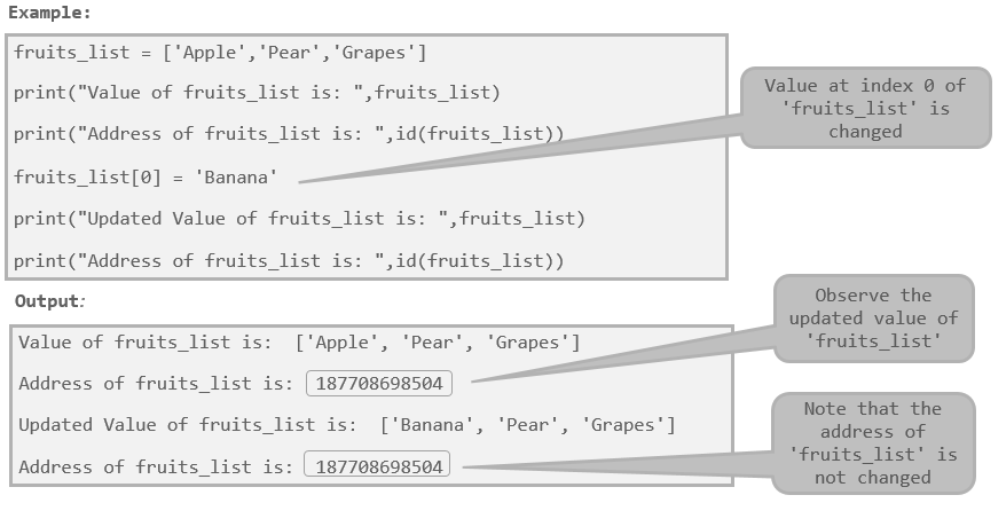 Example:
fruits_list = ['Apple','Pear','Grapes']
print("Value of fruits_list is: ",fruits_list)
print("Address of fruits_list is: ",id(fruits_list))
fruits_list[0] = 'Banana'
print("Updated Value of fruits_list is: ",fruits_list)
print("Address of fruits_list is: ",id(fruits_list))
Value at index 0 of
'fruits_list' is
changed
Output:
Value of fruits_list is:  ['Apple', 'Pear', 'Grapes']
Address of fruits_list is: 187708698504
Updated Value of fruits_list is:  ['Banana', 'Pear', 'Grapes']
Address of fruits_list is: 187708698504
Observe the
updated value of
'fruits_list'
Note that the
address of
'fruits_list' is
not changed